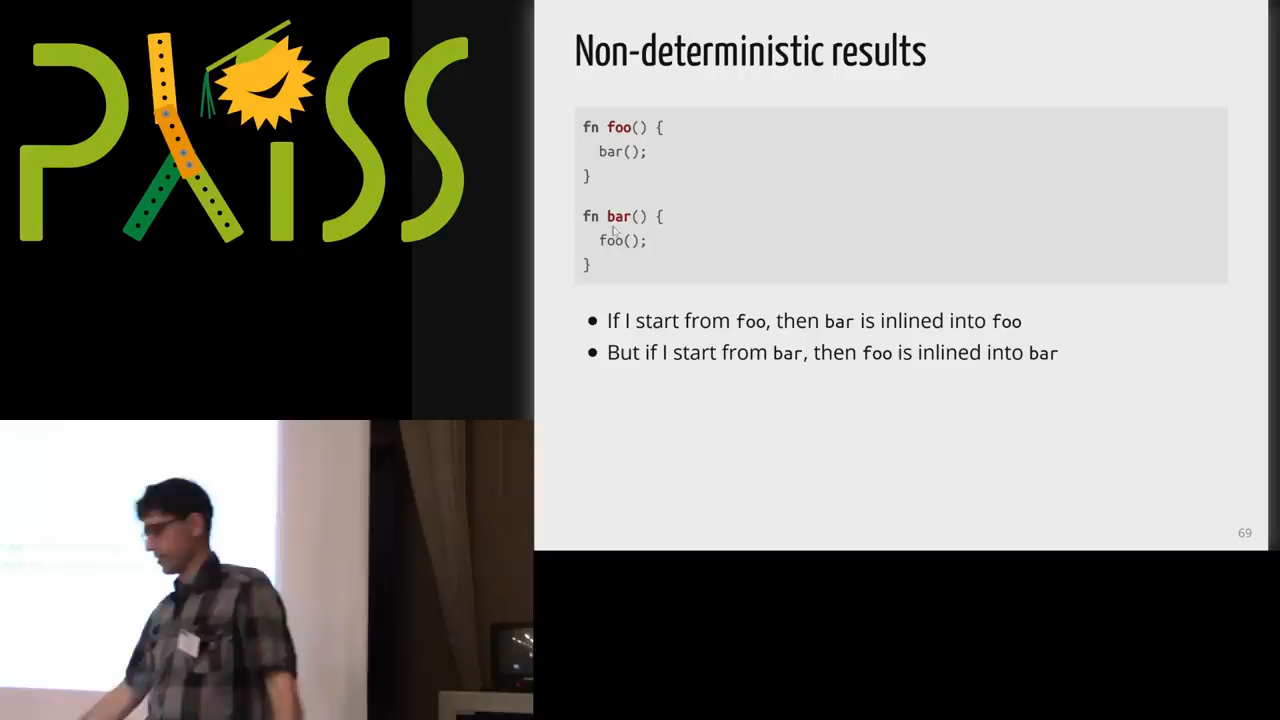 PLISS
Non-deterministic results
fn foo() {
bar();
}
fn bar() {
foo();
}
● If I start from foo, then bar is inlined into foo
● But if I start from bar, then foo is inlined into bar
69